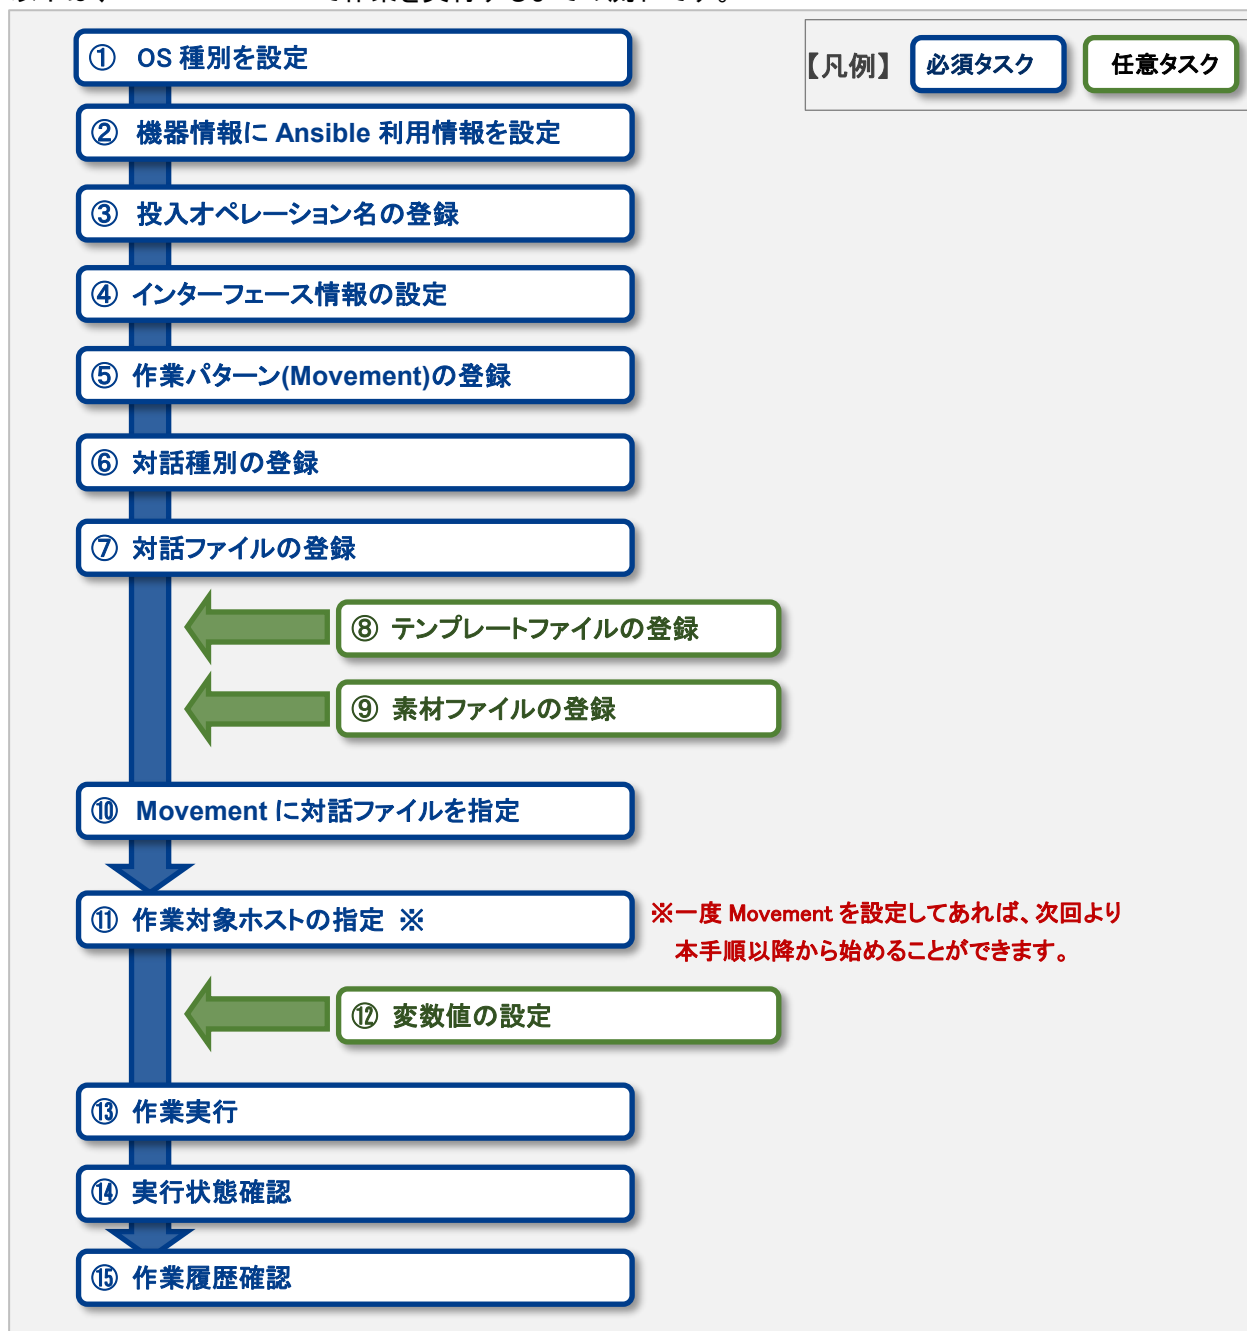 【凡例】
必須タスク
任意タスク
① OS 種別を設定
② 機器情報に Ansible 利用情報を設定
③ 投入オペレーション名の登録
④ インターフェース情報の設定
⑤ 作業パターン(Movement)の登録
⑥ 対話種別の登録
⑦ 対話ファイルの登録
⑧ テンプレートファイルの登録
⑨ 素材ファイルの登録
⑩ Movement に対話ファイルを指定
⑪ 作業対象ホストの指定 ※
※一度 Movement を設定してあれば、次回より
本手順以降から始めることができます。
⑫ 変数値の設定
⑬ 作業実行
⑭ 実行状態確認
⑮ 作業履歴確認